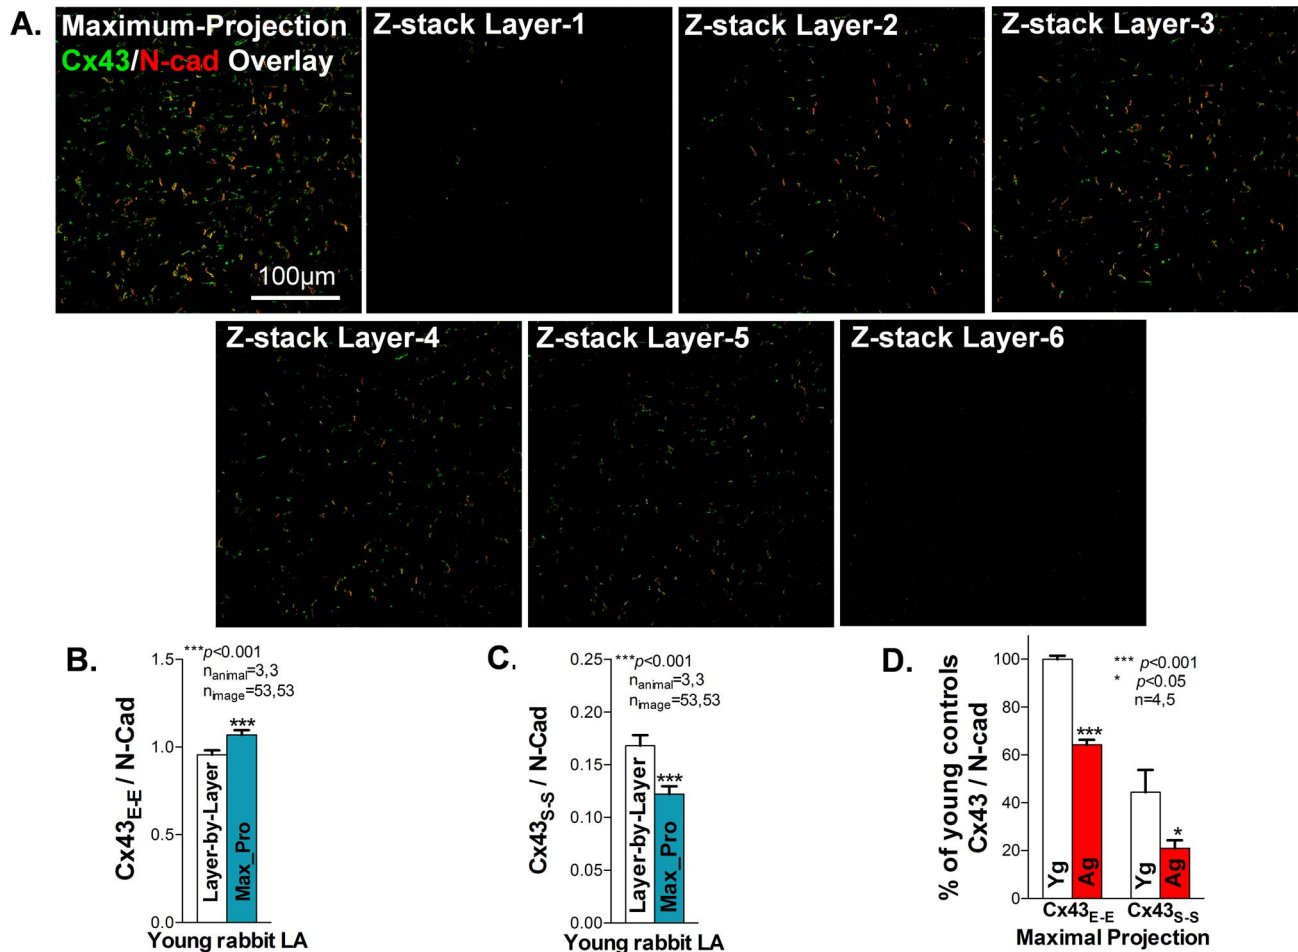 A.
Maximum-Projection
Cx43/N-cad Overlay
100µm
Z-stack Layer-1
Z-stack Layer-2
Z-stack Layer-3
Z-stack Layer-4
Z-stack Layer-5
Z-stack Layer-6
B.
***p<0.001
n_animal=3,3
n_image=53,53
Cx43_E-E / N-Cad
1.5
1.0
0.5
0.0
***
Layer-by-Layer
Max_Pro
Young rabbit LA
C.
***p<0.001
n_animal=3,3
n_image=53,53
Cx43_S-S / N-Cad
0.25
0.20
0.15
0.10
0.05
0.00
***
Layer-by-Layer
Max_Pro
Young rabbit LA
D.
*** p<0.001
* p<0.05
n=4,5
% of young controls
Cx43 / N-cad
100
80
60
40
20
0
***
*
Yg
Ag
Yg
Ag
Cx43_E-E
Cx43_S-S
Maximal Projection